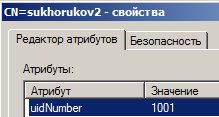 CN=sukhorukov2 - свойства
Редактор атрибутов Безопасность
Атрибуты:
Атрибут Значение
uidNumber 1001